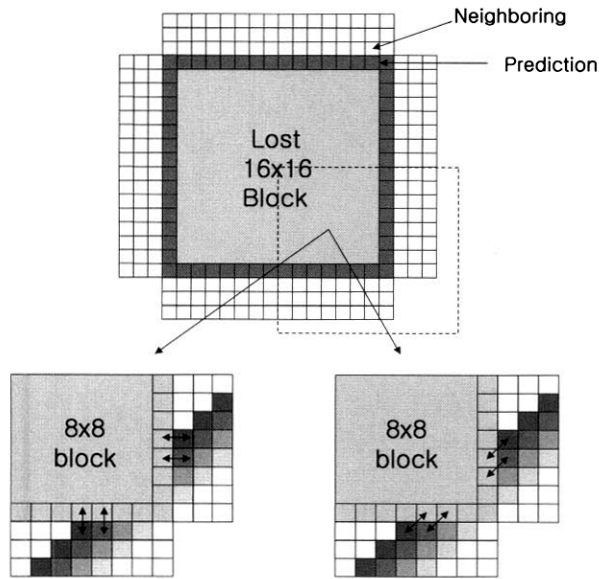 Neighboring
Prediction
Lost
16x16
Block
8x8
block
8x8
block